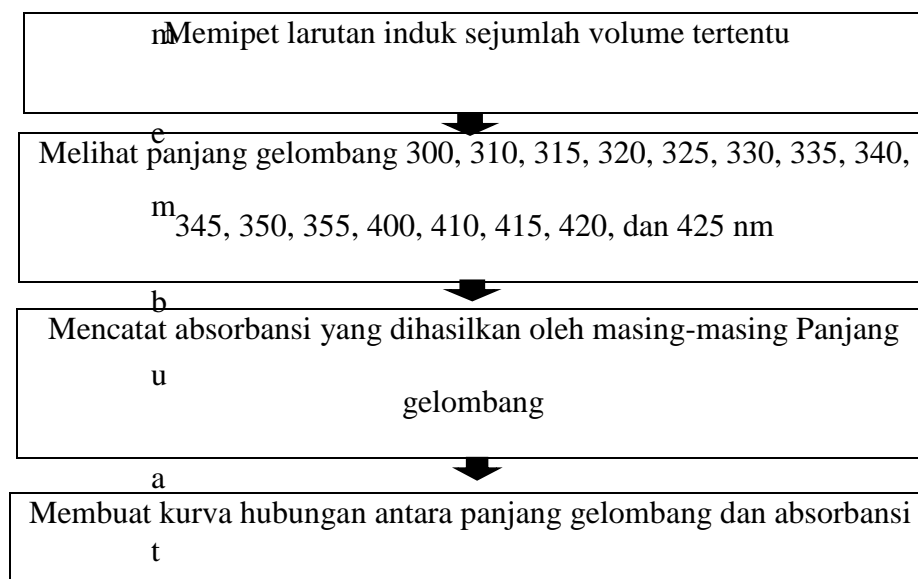 Memipet larutan induk sejumlah volume tertentu
Melihat panjang gelombang 300, 310, 315, 320, 325, 330, 335, 340,
345, 350, 355, 400, 410, 415, 420, dan 425 nm
Mencatat absorbansi yang dihasilkan oleh masing-masing Panjang
gelombang
Membuat kurva hubungan antara panjang gelombang dan absorbansi
m
e
m
b
u
a
t